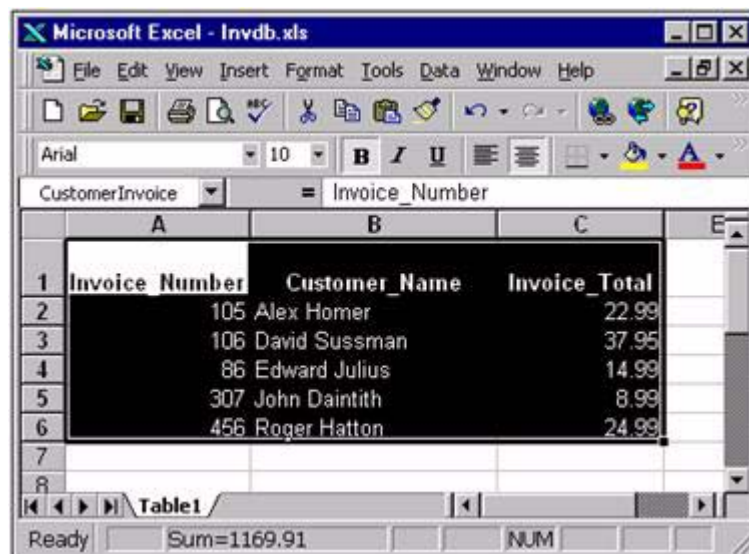 Microsoft Excel - Invdb.xls
File Edit View Insert Format Tools Data Window Help
ABC
Arial 10 B I U A
CustomerInvoice = Invoice_Number
A B C E
1 Invoice_Number Customer_Name Invoice_Total
2 105 Alex Homer 22.99
3 106 David Sussman 37.95
4 86 Edward Julius 14.99
5 307 John Daintith 8.99
6 456 Roger Hatton 24.99
7
8
Table1
Ready Sum=1169.91 NUM